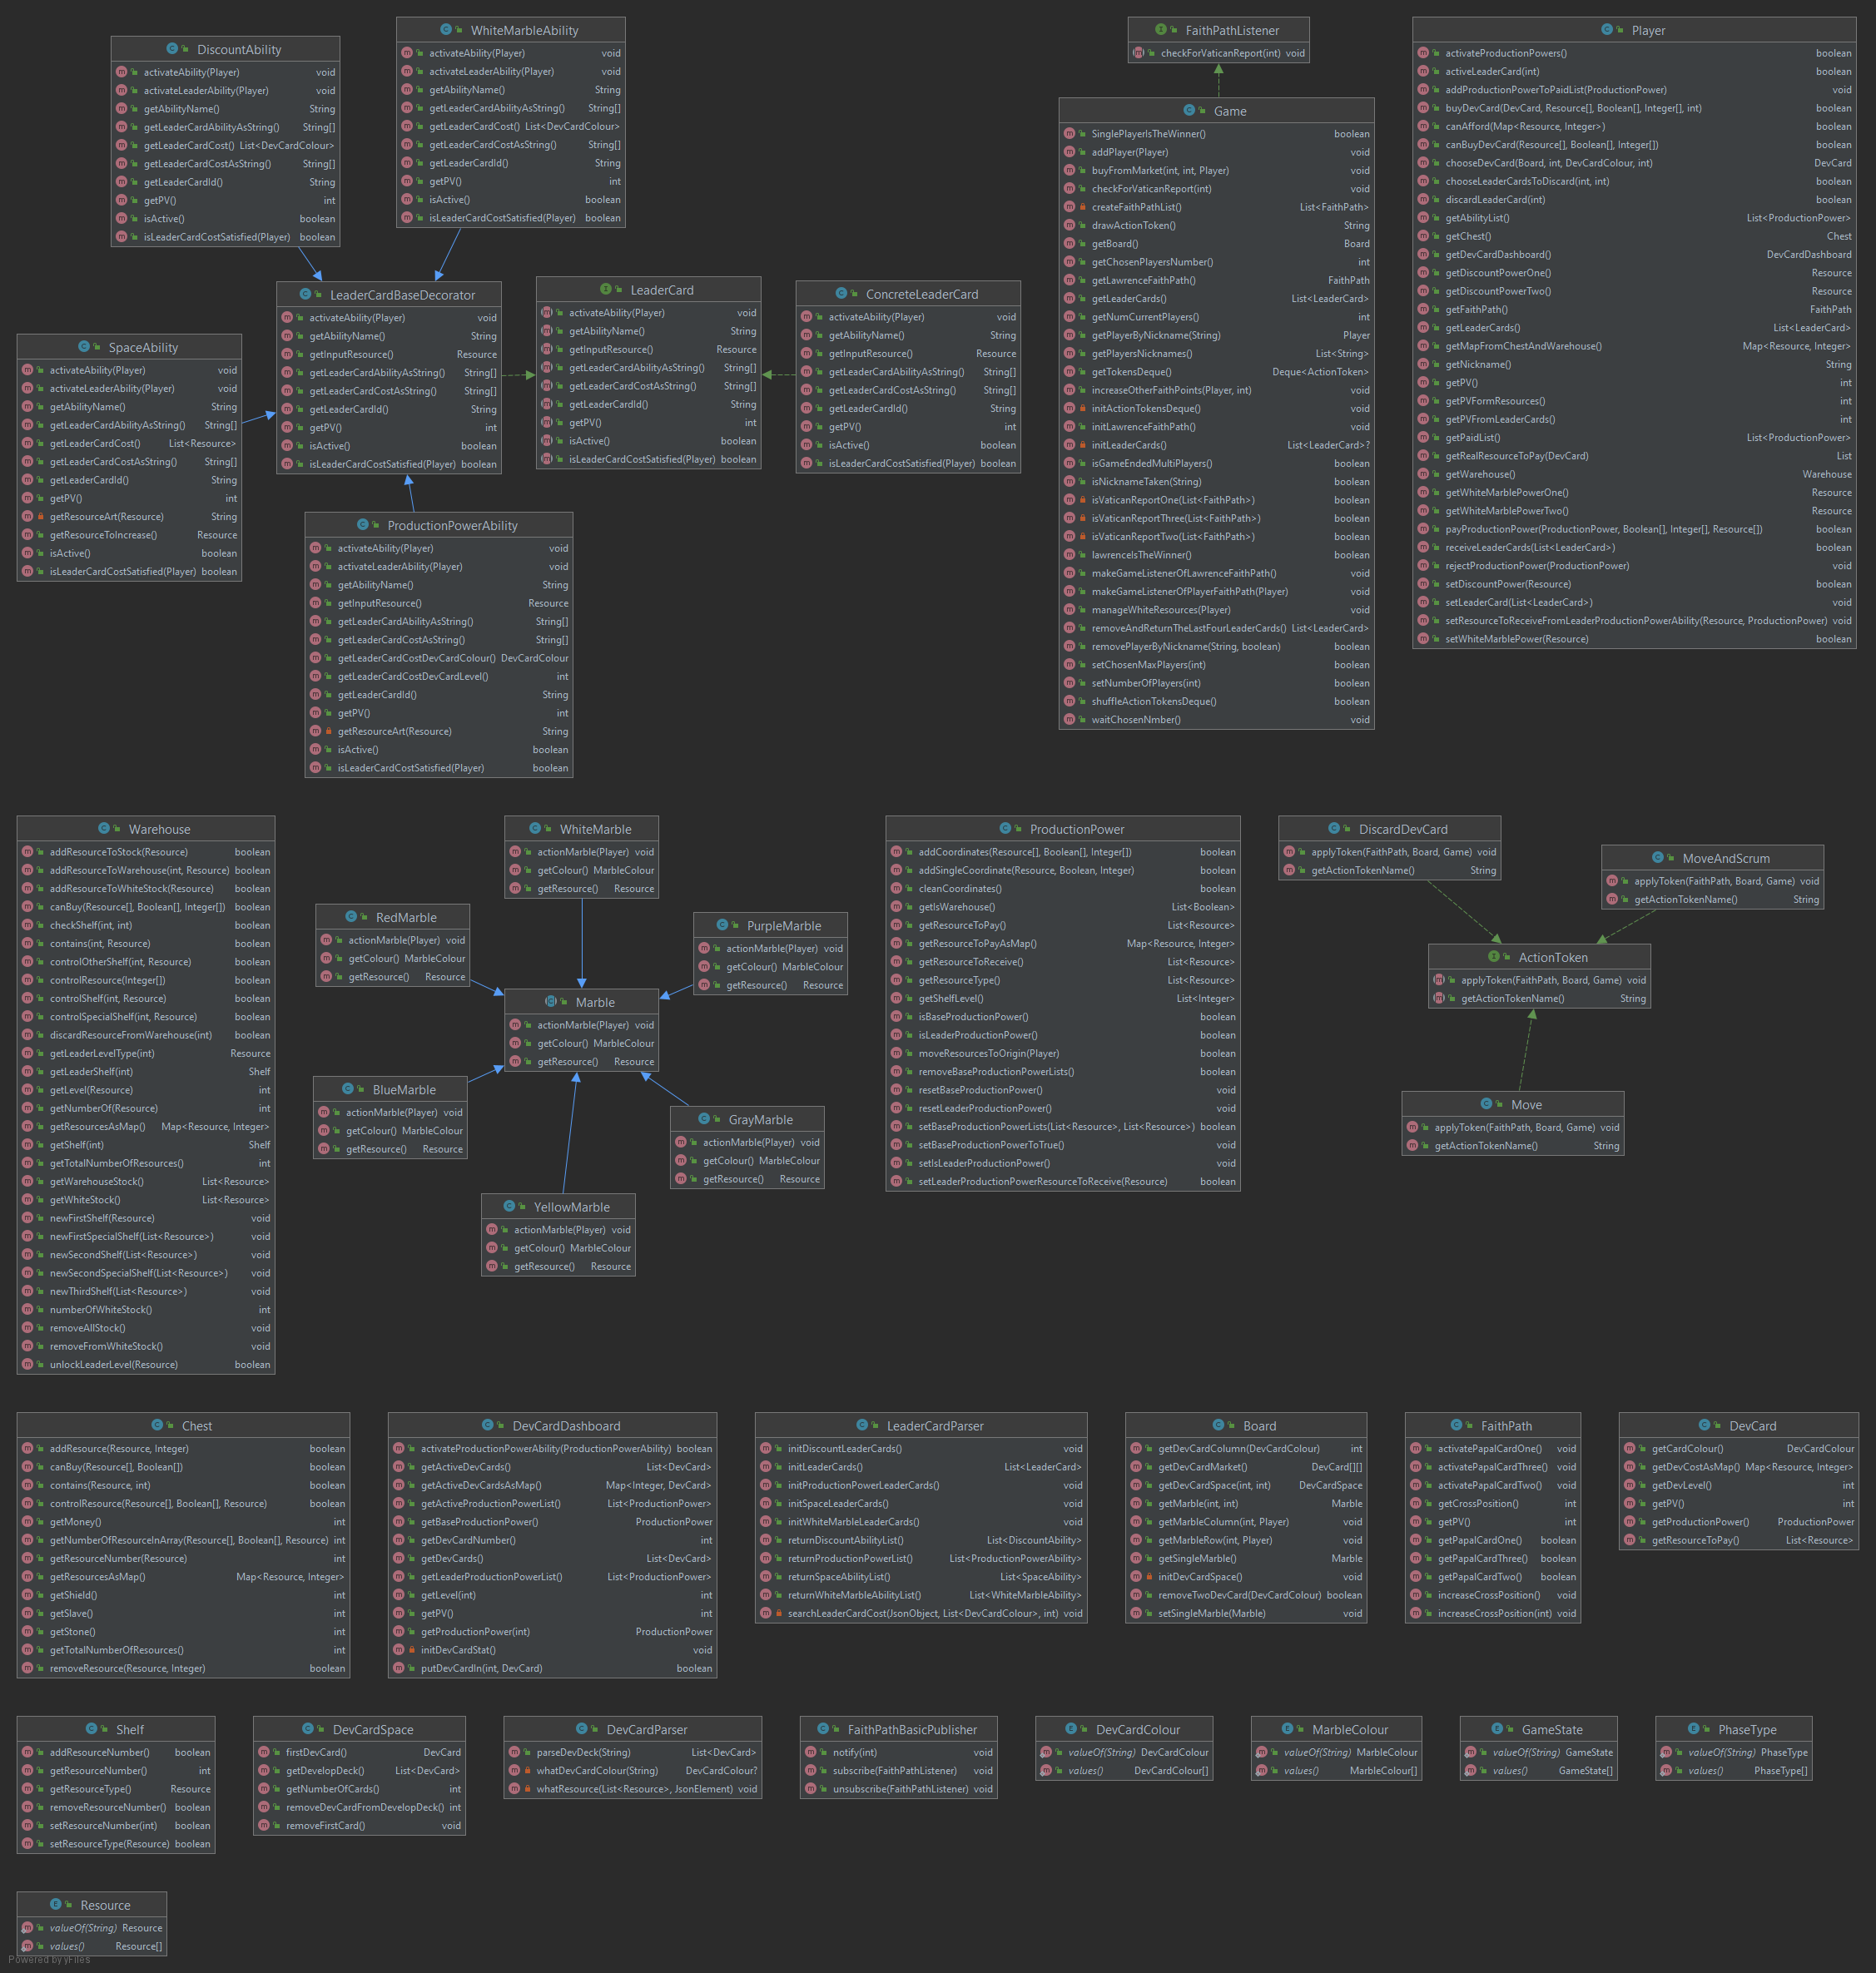 DiscountAbility
activateAbility(Player) void
activateLeaderAbility(Player) void
getAbilityName() String
getLeaderCardAbilityAsString() String[]
getLeaderCardCost() List<DevCardColour>
getLeaderCardCostAsString() String[]
getLeaderCardId() String
getPV() int
isActive() boolean
isLeaderCardCostSatisfied(Player) boolean
WhiteMarbleAbility
activateAbility(Player) void
activateLeaderAbility(Player) void
getAbilityName() String
getLeaderCardAbilityAsString() String[]
getLeaderCardCost() List<DevCardColour>
getLeaderCardCostAsString() String[]
getLeaderCardId() String
getPV() int
isActive() boolean
isLeaderCardCostSatisfied(Player) boolean
FaithPathListener
checkForVaticanReport(int) void
Game
SinglePlayerIsTheWinner() boolean
addPlayer(Player) void
buyFromMarket(int, int, Player) void
checkForVaticanReport(int) void
createFaithPathList() List<FaithPath>
drawActionToken() String
getBoard() Board
getChosenPlayersNumber() int
getLawrenceFaithPath() FaithPath
getLeaderCards() List<LeaderCard>
getNumCurrentPlayers() int
getPlayerByNickname(String) Player
getPlayersNicknames() List<String>
getTokensDeque() Deque<ActionToken>
increaseOtherFaithPoints(Player, int) void
initActionTokensDeque() void
initLawrenceFaithPath() void
initLeaderCards() List<LeaderCard>?
isGameEndedMultiPlayers() boolean
isNicknameTaken(String) boolean
isVaticanReportOne(List<FaithPath>) boolean
isVaticanReportThree(List<FaithPath>) boolean
isVaticanReportTwo(List<FaithPath>) boolean
lawrenceIsTheWinner() boolean
makeGameListenerOfLawrenceFaithPath() void
makeGameListenerOfPlayerFaithPath(Player) void
manageWhiteResources(Player) void
removeAndReturnTheLastFourLeaderCards() List<LeaderCard>
removePlayerByNickname(String, boolean) boolean
setChosenMaxPlayers(int) boolean
setNumberOfPlayers(int) boolean
shuffleActionTokensDeque() boolean
waitChosenNmber() void
Player
activateProductionPowers() boolean
activeLeaderCard(int) boolean
addProductionPowerToPaidList(ProductionPower) void
buyDevCard(DevCard, Resource[], Boolean[], Integer[], int) boolean
canAfford(Map<Resource, Integer>) boolean
canBuyDevCard(Resource[], Boolean[], Integer[]) boolean
chooseDevCard(Board, int, DevCardColour, int) DevCard
chooseLeaderCardsToDiscard(int, int) boolean
discardLeaderCard(int) boolean
getAbilityList() List<ProductionPower>
getChest() Chest
getDevCardDashboard() DevCardDashboard
getDiscountPowerOne() Resource
getDiscountPowerTwo() Resource
getFaithPath() FaithPath
getLeaderCards() List<LeaderCard>
getMapFromChestAndWarehouse() Map<Resource, Integer>
getNickname() String
getPV() int
getPVFormResources() int
getPVFromLeaderCards() int
getPaidList() List<ProductionPower>
getRealResourceToPay(DevCard) List
getWarehouse() Warehouse
getWhiteMarblePowerOne() Resource
getWhiteMarblePowerTwo() Resource
payProductionPower(ProductionPower, Boolean[], Integer[], Resource[]) boolean
receiveLeaderCards(List<LeaderCard>) boolean
rejectProductionPower(ProductionPower) void
setDiscountPower(Resource) boolean
setLeaderCard(List<LeaderCard>) void
setResourceToReceiveFromLeaderProductionPowerAbility(Resource, ProductionPower) void
setWhiteMarblePower(Resource) boolean
LeaderCardBaseDecorator
activateAbility(Player) void
getAbilityName() String
getInputResource() Resource
getLeaderCardAbilityAsString() String[]
getLeaderCardCostAsString() String[]
getLeaderCardId() String
getPV() int
isActive() boolean
isLeaderCardCostSatisfied(Player) boolean
LeaderCard
activateAbility(Player) void
getAbilityName() String
getInputResource() Resource
getLeaderCardAbilityAsString() String[]
getLeaderCardCostAsString() String[]
getLeaderCardId() String
getPV() int
isActive() boolean
isLeaderCardCostSatisfied(Player) boolean
ConcreteLeaderCard
activateAbility(Player) void
getAbilityName() String
getInputResource() Resource
getLeaderCardAbilityAsString() String[]
getLeaderCardCostAsString() String[]
getLeaderCardId() String
getPV() int
isActive() boolean
isLeaderCardCostSatisfied(Player) boolean
SpaceAbility
activateAbility(Player) void
activateLeaderAbility(Player) void
getAbilityName() String
getLeaderCardAbilityAsString() String[]
getLeaderCardCost() List<Resource>
getLeaderCardCostAsString() String[]
getLeaderCardId() String
getPV() int
getResourceArt(Resource) String
getResourceToIncrease() Resource
isActive() boolean
isLeaderCardCostSatisfied(Player) boolean
ProductionPowerAbility
activateAbility(Player) void
activateLeaderAbility(Player) void
getAbilityName() String
getInputResource() Resource
getLeaderCardAbilityAsString() String[]
getLeaderCardCostAsString() String[]
getLeaderCardCostDevCardColour() DevCardColour
getLeaderCardCostDevCardLevel() int
getLeaderCardId() String
getPV() int
getResourceArt(Resource) String
isActive() boolean
isLeaderCardCostSatisfied(Player) boolean
Warehouse
addResourceToStock(Resource) boolean
addResourceToWarehouse(int, Resource) boolean
addResourceToWhiteStock(Resource) boolean
canBuy(Resource[], Boolean[], Integer[]) boolean
checkShelf(int, int) boolean
contains(int, Resource) boolean
controlOtherShelf(int, Resource) boolean
controlResource(Integer[]) boolean
controlShelf(int, Resource) boolean
controlSpecialShelf(int, Resource) boolean
discardResourceFromWarehouse(int) boolean
getLeaderLevelType(int) Resource
getLeaderShelf(int) Shelf
getLevel(Resource) int
getNumberOf(Resource) int
getResourcesAsMap() Map<Resource, Integer>
getShelf(int) Shelf
getTotalNumberOfResources() int
getWarehouseStock() List<Resource>
getWhiteStock() List<Resource>
newFirstShelf(Resource) void
newFirstSpecialShelf(List<Resource>) void
newSecondShelf(List<Resource>) void
newSecondSpecialShelf(List<Resource>) void
newThirdShelf(List<Resource>) void
numberOfWhiteStock() int
removeAllStock() void
removeFromWhiteStock() void
unlockLeaderLevel(Resource) boolean
WhiteMarble
actionMarble(Player) void
getColour() MarbleColour
getResource() Resource
RedMarble
actionMarble(Player) void
getColour() MarbleColour
getResource() Resource
PurpleMarble
actionMarble(Player) void
getColour() MarbleColour
getResource() Resource
Marble
actionMarble(Player) void
getColour() MarbleColour
getResource() Resource
BlueMarble
actionMarble(Player) void
getColour() MarbleColour
getResource() Resource
GrayMarble
actionMarble(Player) void
getColour() MarbleColour
getResource() Resource
YellowMarble
actionMarble(Player) void
getColour() MarbleColour
getResource() Resource
ProductionPower
addCoordinates(Resource[], Boolean[], Integer[]) boolean
addSingleCoordinate(Resource, Boolean, Integer) boolean
cleanCoordinates() boolean
getIsWarehouse() List<Boolean>
getResourceToPay() List<Resource>
getResourceToPayAsMap() Map<Resource, Integer>
getResourceToReceive() List<Resource>
getResourceType() List<Resource>
getShelfLevel() List<Integer>
isBaseProductionPower() boolean
isLeaderProductionPower() boolean
moveResourcesToOrigin(Player) boolean
removeBaseProductionPowerLists() boolean
resetBaseProductionPower() void
resetLeaderProductionPower() void
setBaseProductionPowerLists(List<Resource>, List<Resource>) boolean
setBaseProductionPowerToTrue() void
setIsLeaderProductionPower() void
setLeaderProductionPowerResourceToReceive(Resource) boolean
DiscardDevCard
applyToken(FaithPath, Board, Game) void
getActionTokenName() String
MoveAndScrum
applyToken(FaithPath, Board, Game) void
getActionTokenName() String
ActionToken
applyToken(FaithPath, Board, Game) void
getActionTokenName() String
Move
applyToken(FaithPath, Board, Game) void
getActionTokenName() String
Chest
addResource(Resource, Integer) boolean
canBuy(Resource[], Boolean[]) boolean
contains(Resource, int) boolean
controlResource(Resource[], Boolean[], Resource) boolean
getMoney() int
getNumberOfResourceInArray(Resource[], Boolean[], Resource) int
getResourceNumber(Resource) int
getResourcesAsMap() Map<Resource, Integer>
getShield() int
getSlave() int
getStone() int
getTotalNumberOfResources() int
removeResource(Resource, Integer) boolean
DevCardDashboard
activateProductionPowerAbility(ProductionPowerAbility) boolean
getActiveDevCards() List<DevCard>
getActiveDevCardsAsMap() Map<Integer, DevCard>
getActiveProductionPowerList() List<ProductionPower>
getBaseProductionPower() ProductionPower
getDevCardNumber() int
getDevCards() List<DevCard>
getLeaderProductionPowerList() List<ProductionPower>
getLevel(int) int
getPV() int
getProductionPower(int) ProductionPower
initDevCardStat() void
putDevCardIn(int, DevCard) boolean
LeaderCardParser
initDiscountLeaderCards() void
initLeaderCards() List<LeaderCard>
initProductionPowerLeaderCards() void
initSpaceLeaderCards() void
initWhiteMarbleLeaderCards() void
returnDiscountAbilityList() List<DiscountAbility>
returnProductionPowerList() List<ProductionPowerAbility>
returnSpaceAbilityList() List<SpaceAbility>
returnWhiteMarbleAbilityList() List<WhiteMarbleAbility>
searchLeaderCardCost(JsonObject, List<DevCardColour>, int) void
Board
getDevCardColumn(DevCardColour) int
getDevCardMarket() DevCard[][]
getDevCardSpace(int, int) DevCardSpace
getMarble(int, int) Marble
getMarbleColumn(int, Player) void
getMarbleRow(int, Player) void
getSingleMarble() Marble
initDevCardSpace() void
removeTwoDevCard(DevCardColour) boolean
setSingleMarble(Marble) void
FaithPath
activatePapalCardOne() void
activatePapalCardThree() void
activatePapalCardTwo() void
getCrossPosition() int
getPV() int
getPapalCardOne() boolean
getPapalCardThree() boolean
getPapalCardTwo() boolean
increaseCrossPosition() void
increaseCrossPosition(int) void
DevCard
getCardColour() DevCardColour
getDevCostAsMap() Map<Resource, Integer>
getDevLevel() int
getPV() int
getProductionPower() ProductionPower
getResourceToPay() List<Resource>
Shelf
addResourceNumber() boolean
getResourceNumber() int
getResourceType() Resource
removeResourceNumber() boolean
setResourceNumber(int) boolean
setResourceType(Resource) boolean
DevCardSpace
firstDevCard() DevCard
getDevelopDeck() List<DevCard>
getNumberOfCards() int
removeDevCardFromDevelopDeck() int
removeFirstCard() void
DevCardParser
parseDevDeck(String) List<DevCard>
whatDevCardColour(String) DevCardColour?
whatResource(List<Resource>, JsonElement) void
FaithPathBasicPublisher
notify(int) void
subscribe(FaithPathListener) void
unsubscribe(FaithPathListener) void
DevCardColour
valueOf(String) DevCardColour
values() DevCardColour[]
MarbleColour
valueOf(String) MarbleColour
values() MarbleColour[]
GameState
valueOf(String) GameState
values() GameState[]
PhaseType
valueOf(String) PhaseType
values() PhaseType[]
Resource
valueOf(String) Resource
values() Resource[]
Powered by yFiles